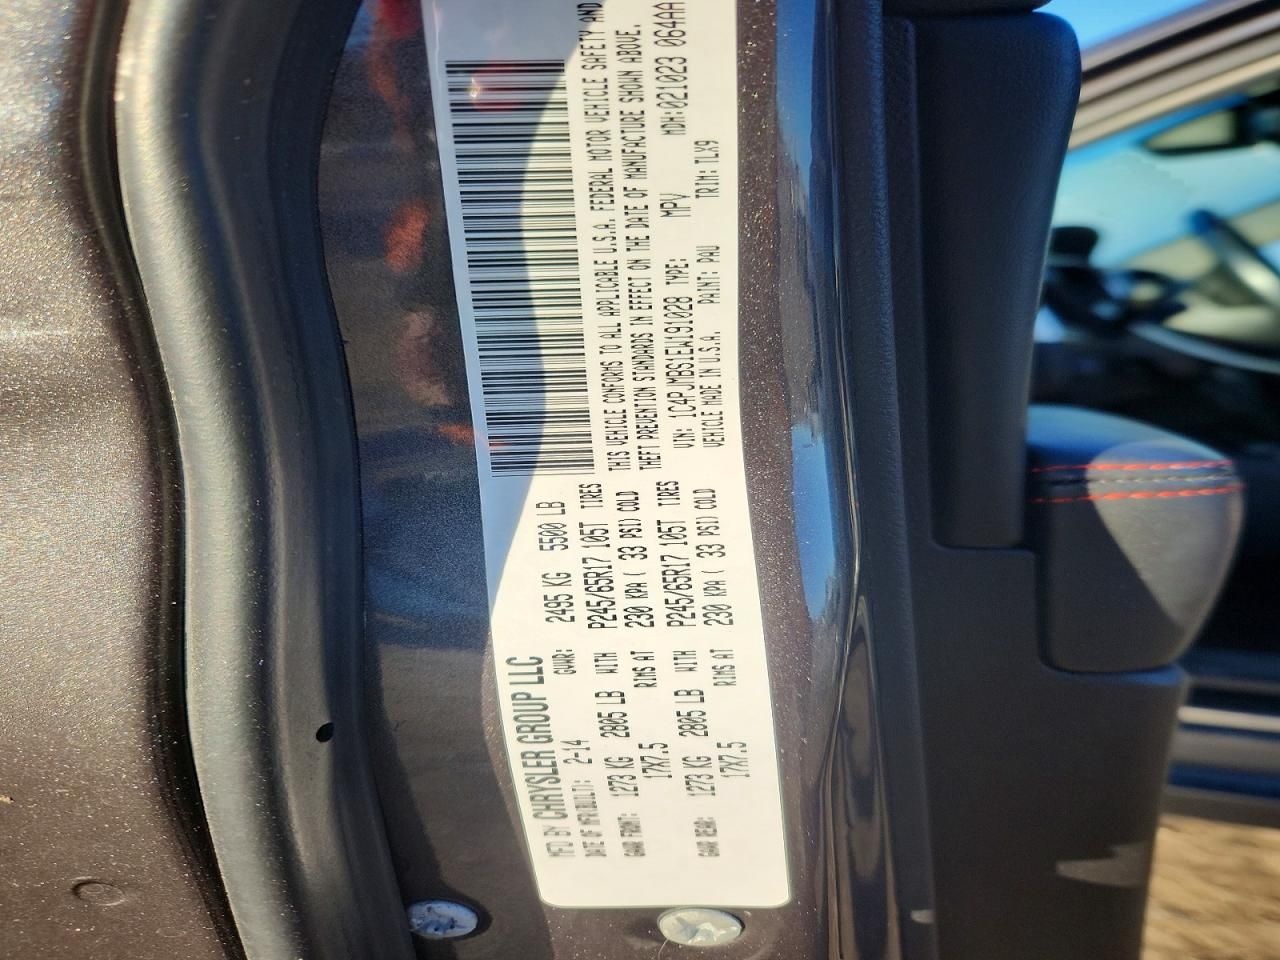 MFD BY CHRYSLER GROUP LLC
DATE OF MFR(BUILT): 2-14 GVWR: 2495 KG 5500 LB
GAWR FRONT: 1273 KG 2805 LB WITH P245/65R17 105T TIRES
17X7.5 RIMS AT 230 KPA ( 33 PSI) COLD
GAWR REAR: 1273 KG 2805 LB WITH P245/65R17 105T TIRES
17X7.5 RIMS AT 230 KPA ( 33 PSI) COLD
THIS VEHICLE CONFORMS TO ALL APPLICABLE U.S.A. FEDERAL MOTOR VEHICLE SAFETY AND
THEFT PREVENTION STANDARDS IN EFFECT ON THE DATE OF MANUFACTURE SHOWN ABOVE.
VIN: 1C4PJMBS1EW191028 TYPE: MPV MDH:021023 064AA
VEHICLE MADE IN U.S.A. PAINT: PAU TRIM: TLX9